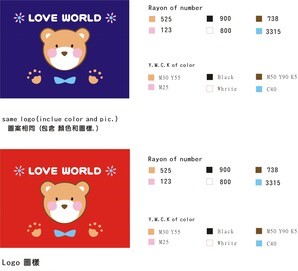 LOVE WORLD
Rayon of number
525 900 738
123 800 3315
Y.M.C.K of color
M30 Y55 Black M50 Y90 K5
M25 Whrite C40
same logo(inclue color and pic.)
圖案相同 (包含 顏色和圖樣.)
LOVE WORLD
Rayon of number
525 900 738
123 800 3315
Y.M.C.K of color
M30 Y55 Black M50 Y90 K5
M25 Whrite C40
Logo 圖樣